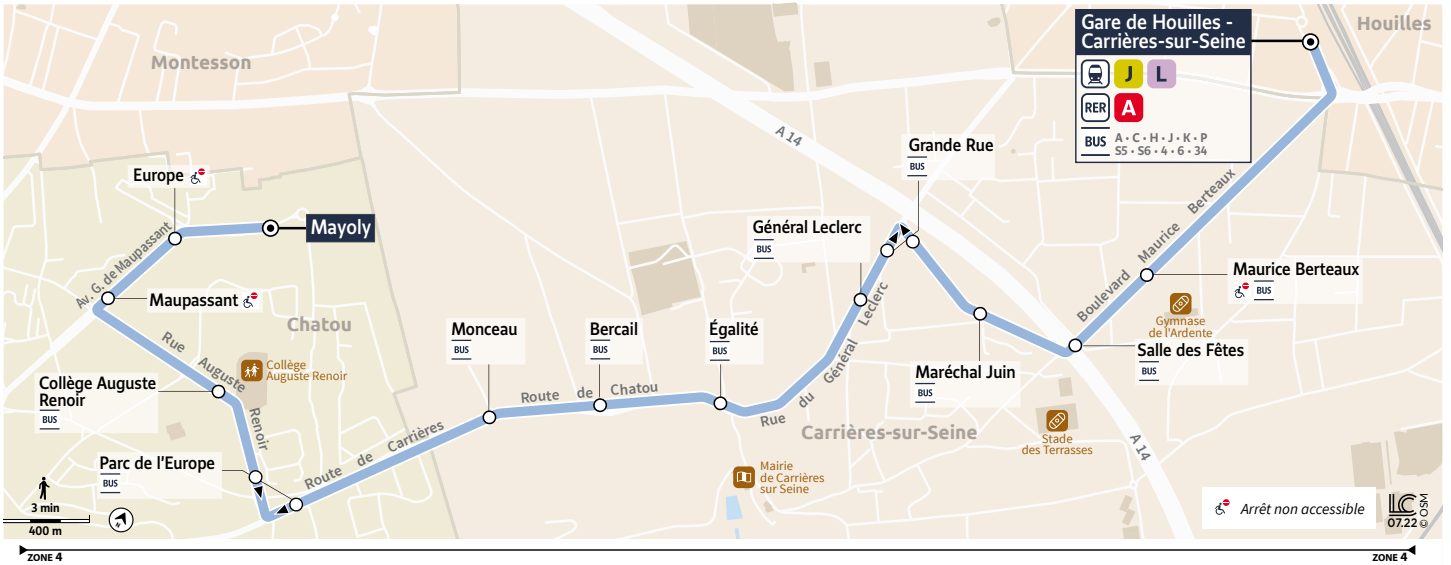 Montesson
Houilles
Gare de Houilles -
Carrières-sur-Seine
J L
RER A
BUS A • C • H • J • K • P
S5 • S6 • 4 • 6 • 34
A 14
Grande Rue
BUS
Europe
Mayoly
Av. G. de Maupassant
Maupassant
Chatou
Général Leclerc
BUS
Boulevard Maurice Berteaux
Maurice Berteaux
BUS
Gymnase
de l'Ardente
Salle des Fêtes
BUS
Monceau
BUS
Bercail
BUS
Égalité
BUS
Rue Auguste Renoir
Collège
Auguste Renoir
Collège Auguste
Renoir
BUS
Maréchal Juin
BUS
Route de Chatou
Rue du Général Leclerc
Carrières-sur-Seine
Stade
des Terrasses
A 14
Route de Carrières
Parc de l'Europe
BUS
Mairie
de Carrières
sur Seine
3 min
400 m
Arrêt non accessible
LC
07.22
© OSM
ZONE 4
ZONE 4